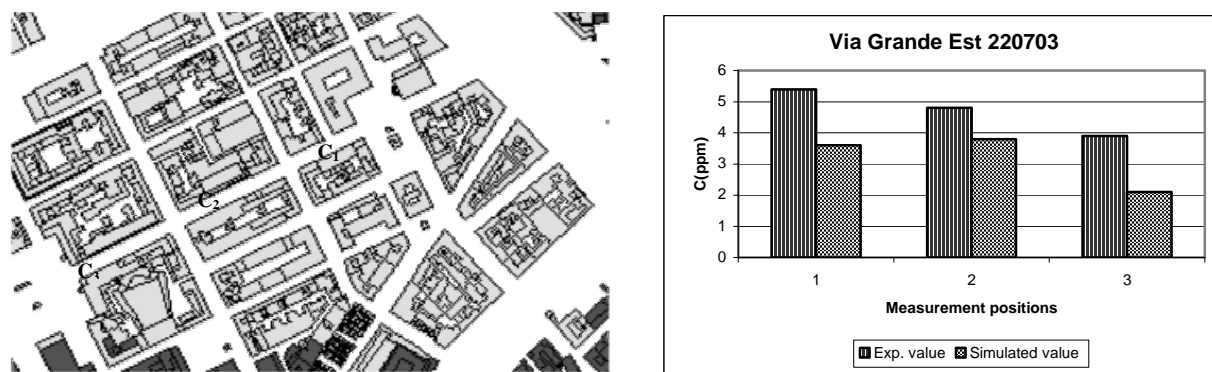 C1
C2
C3
Via Grande Est 220703
C(ppm)
6
5
4
3
2
1
0
1 2 3
Measurement positions
Exp. value Simulated value